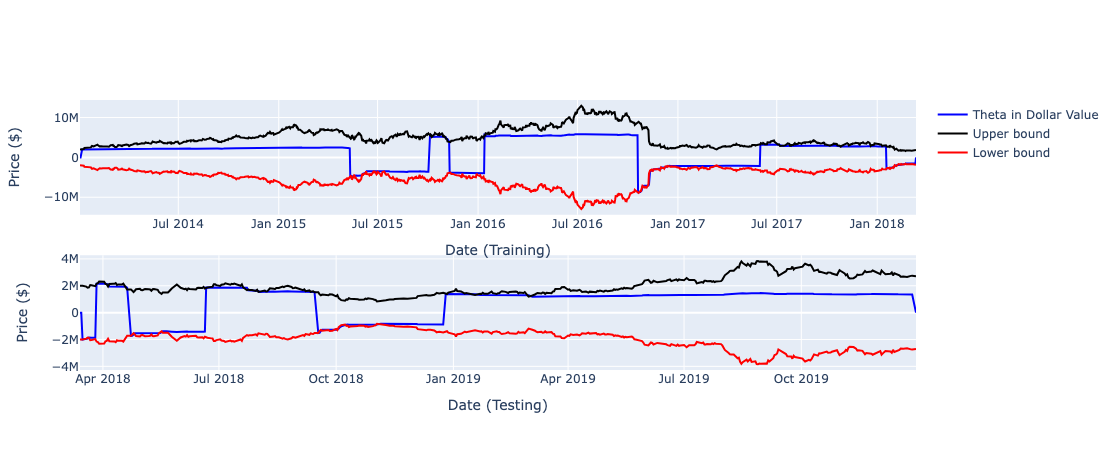 Theta in Dollar Value
Upper bound
Lower bound
Price ($)
10M
0
−10M
Jul 2014 Jan 2015 Jul 2015 Jan 2016 Jul 2016 Jan 2017 Jul 2017 Jan 2018
Date (Training)
Price ($)
4M
2M
0
−2M
−4M
Apr 2018 Jul 2018 Oct 2018 Jan 2019 Apr 2019 Jul 2019 Oct 2019
Date (Testing)